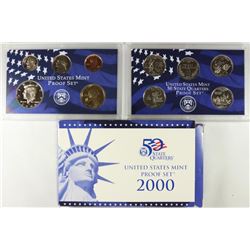 UNITED STATES MINT
PROOF SET
UNITED STATES MINT
50 STATE QUARTERS
PROOF SET
50 STATE
QUARTERS
UNITED STATES MINT
PROOF SET
2000